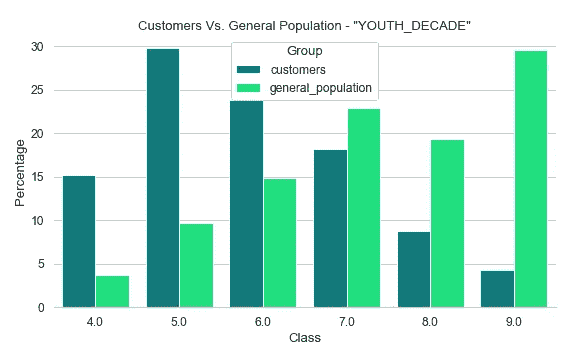 Customers Vs. General Population - "YOUTH_DECADE"
Group
customers
general_population
30
25
20
15
10
5
0
Percentage
4.0 5.0 6.0 7.0 8.0 9.0
Class